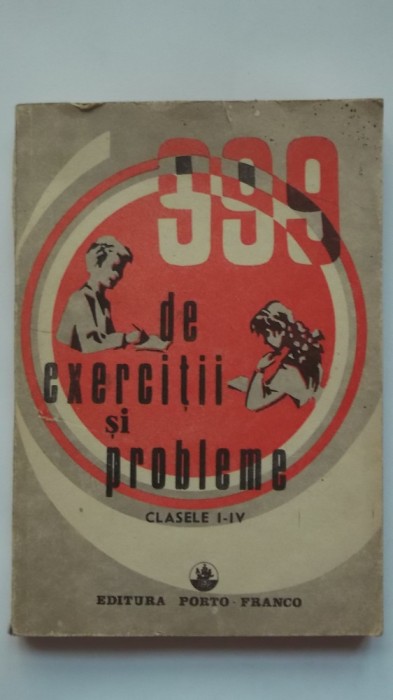 999
de
exerciții
și
probleme
CLASELE I-IV
EDITURA PORTO-FRANCO